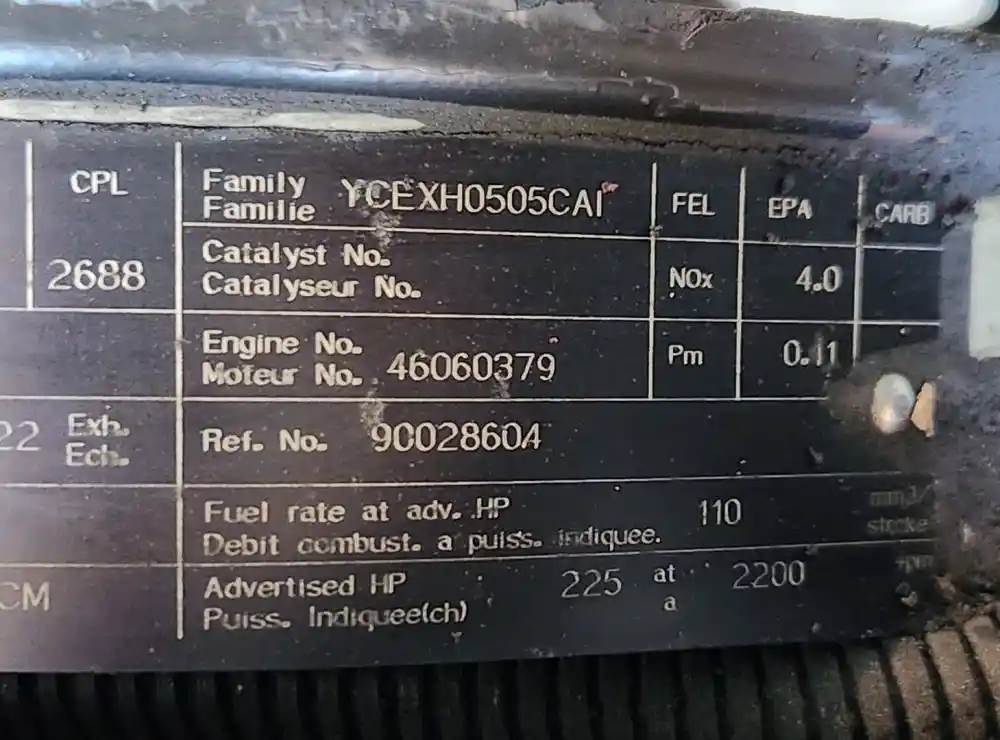 CPL
2688
Family
Familie
YCEXH0505CAI
FEL
EPA
CARB
Catalyst No.
Catalyseur No.
NOx
4.0
Engine No.
Moteur No.
46060379
Pm
0.11
22 Exh.
Ech.
Ref. No: 90028604
Fuel rate at adv. HP
Debit combust. a puiss. indiquee.
110
mm3/
stroke
CM
Advertised HP
Puiss. Indiquee(ch)
225 at 2200
a